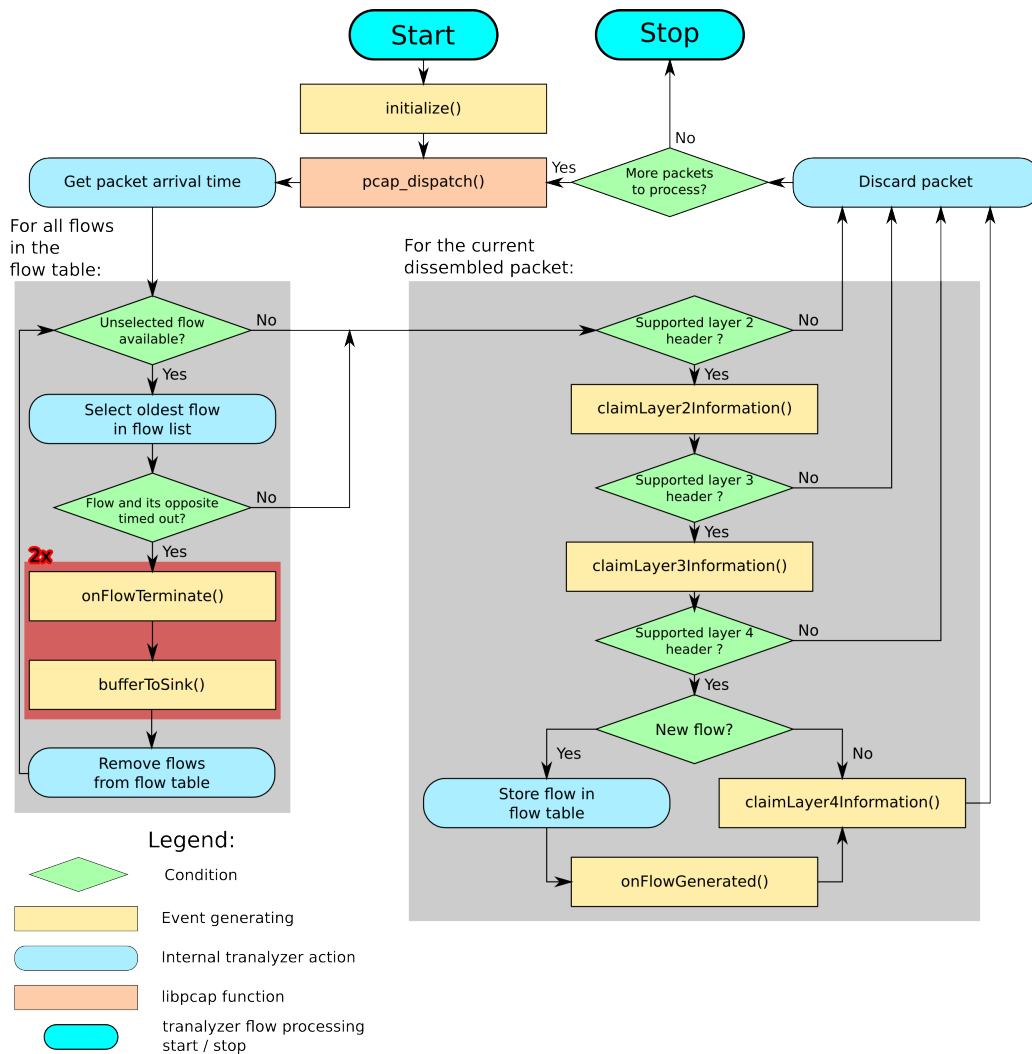 Start
Stop
initialize()
No
Get packet arrival time
pcap_dispatch()
Yes
More packets
to process?
Discard packet
For all flows
in the
flow table:
For the current
dissembled packet:
Unselected flow
available?
No
Supported layer 2
header ?
No
Yes
Yes
Select oldest flow
in flow list
claimLayer2Information()
Flow and its opposite
timed out?
No
Supported layer 3
header ?
No
Yes
Yes
2x
onFlowTerminate()
claimLayer3Information()
Supported layer 4
header ?
No
bufferToSink()
Yes
New flow?
Yes
No
Remove flows
from flow table
Store flow in
flow table
claimLayer4Information()
onFlowGenerated()
Legend:
Condition
Event generating
Internal tranalyzer action
libpcap function
tranalyzer flow processing
start / stop